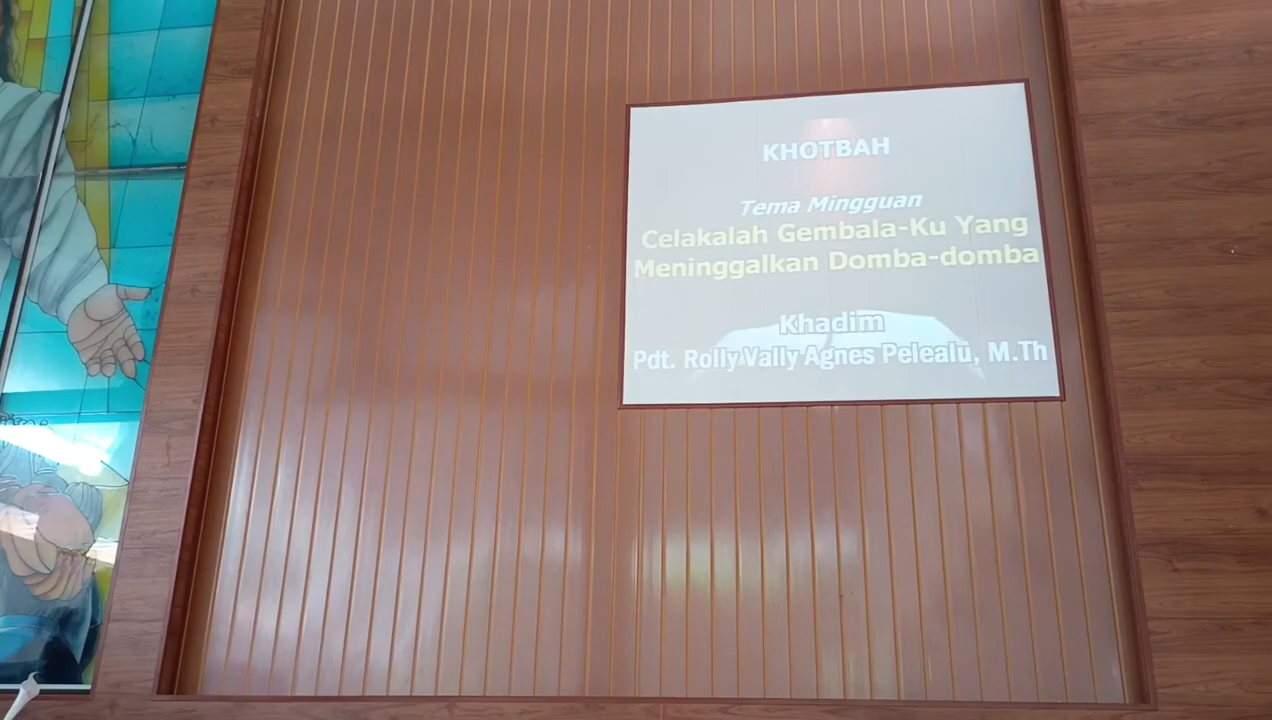 KHOTBAH
Tema Mingguan
Celakalah Gembala-Ku Yang
Meninggalkan Domba-domba
Khadim
Pdt. Rolly Vally Agnes Pelealu, M.Th